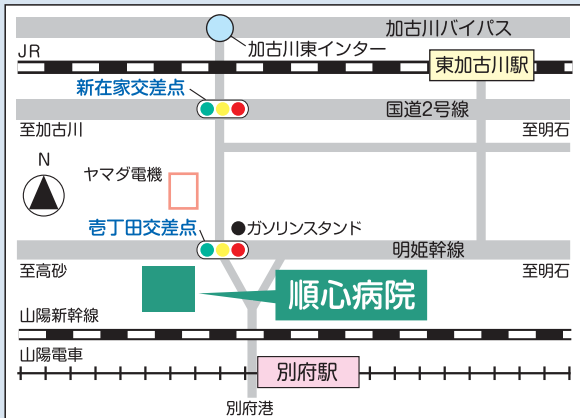 加古川バイパス
加古川東インター
JR
東加古川駅
新在家交差点
国道2号線
至加古川
至明石
N
ヤマダ電機
壱丁田交差点
ガソリンスタンド
明姫幹線
至高砂
至明石
順心病院
山陽新幹線
山陽電車
別府駅
別府港